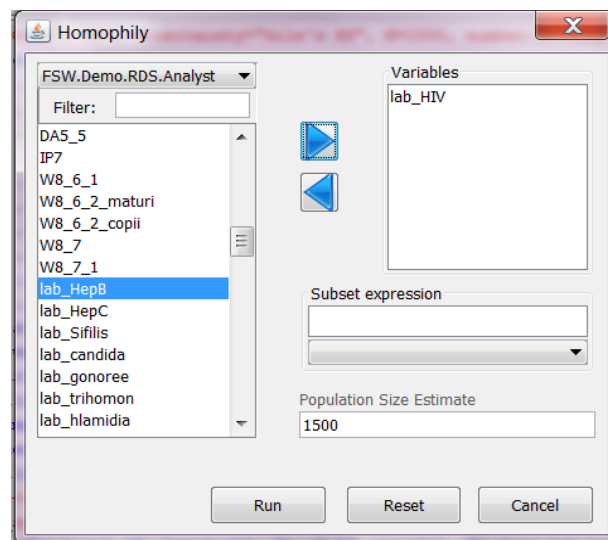 Homophily
FSW.Demo.RDS.Analyst
Filter:
DA5_5
IP7
W8_6_1
W8_6_2_maturi
W8_6_2_copii
W8_7
W8_7_1
lab_HepB
lab_HepC
lab_Sifilis
lab_candida
lab_gonoree
lab_trihomon
lab_hlamidia
Variables
lab_HIV
Subset expression
Population Size Estimate
1500
Run
Reset
Cancel